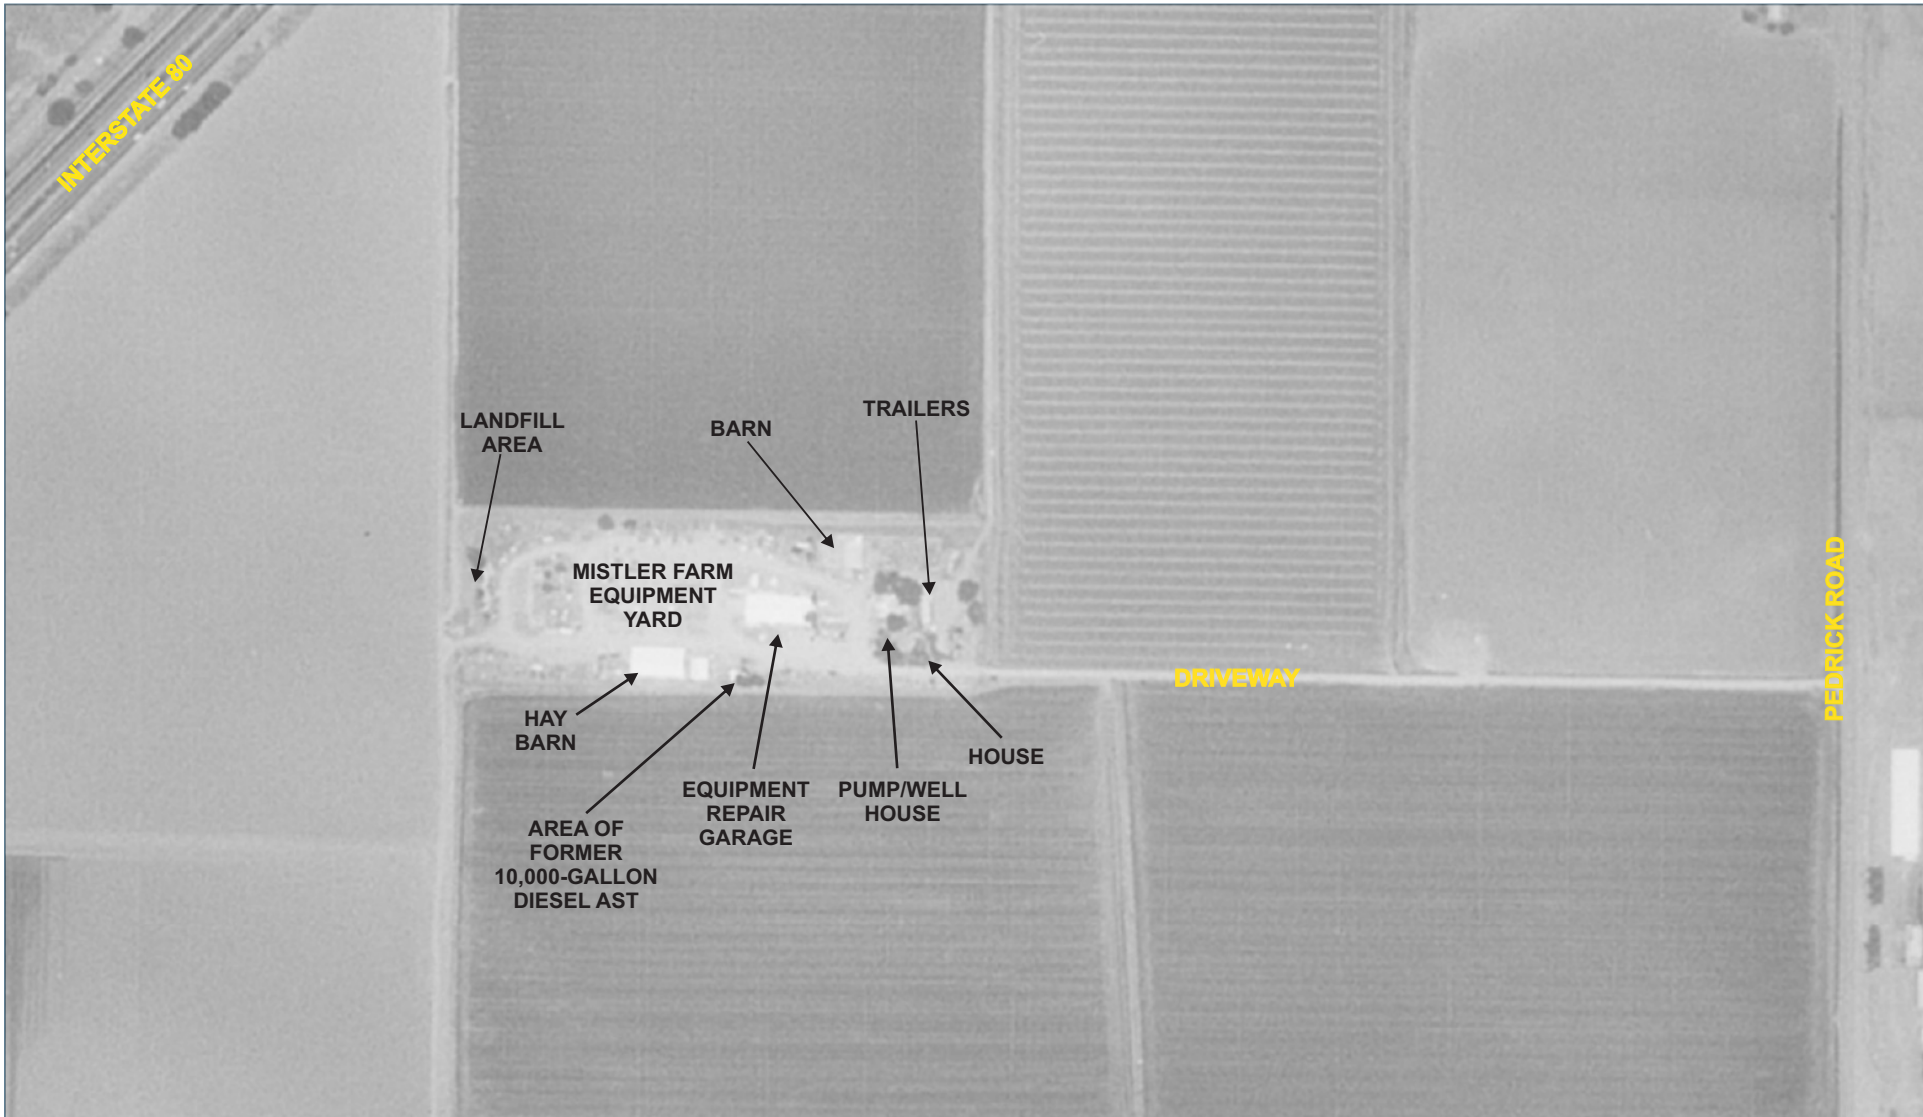 INTERSTATE 80
LANDFILL
AREA
BARN
TRAILERS
MISTLER FARM
EQUIPMENT
YARD
PEDRICK ROAD
DRIVEWAY
HAY
BARN
HOUSE
EQUIPMENT
REPAIR
GARAGE
PUMP/WELL
HOUSE
AREA OF
FORMER
10,000-GALLON
DIESEL AST